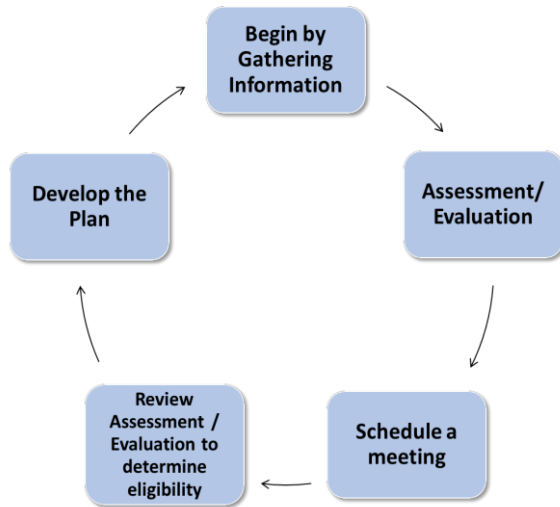 Begin by
Gathering
Information
Assessment/
Evaluation
Schedule a
meeting
Review
Assessment /
Evaluation to
determine
eligibility
Develop the
Plan